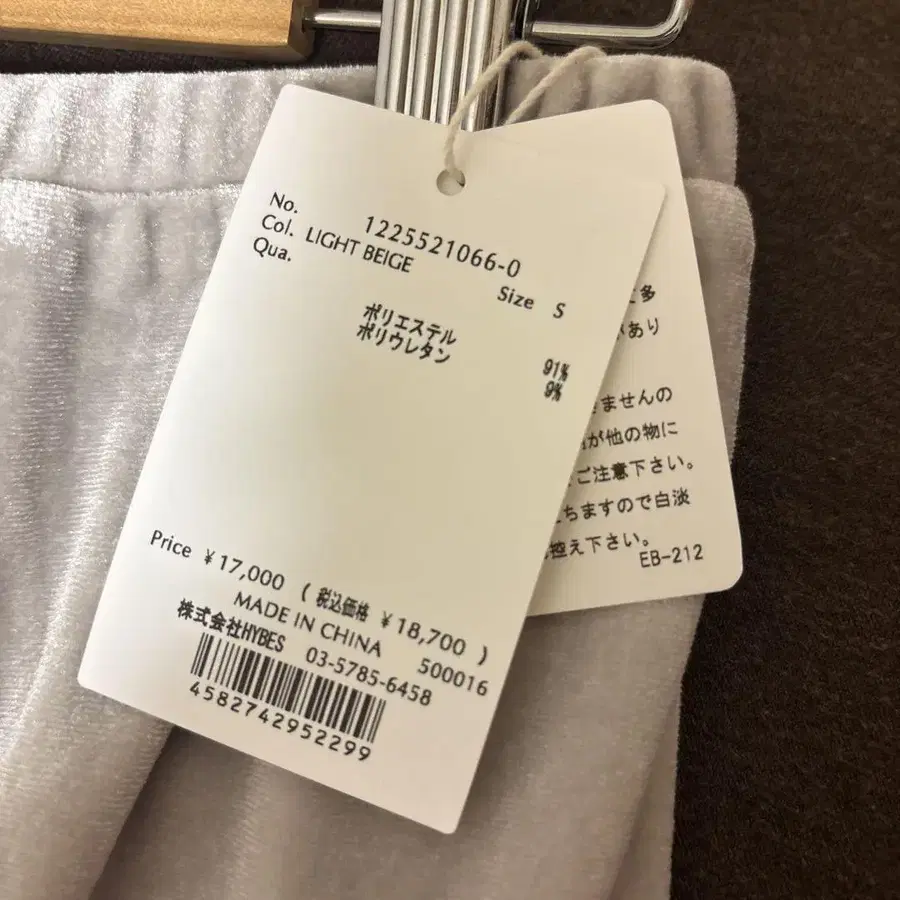 No. 1225521066-0
Col. LIGHT BEIGE
Qua.
Size S
ポリエステル 91%
ポリウレタン 9%
Price ¥17,000 ( 税込価格 ¥18,700 )
MADE IN CHINA 500016
株式会社HYBES 03-5785-6458
4582742952299
多
あり
ませんの
が他の物に
ご注意下さい。
ちますので白淡
控え下さい。
EB-212